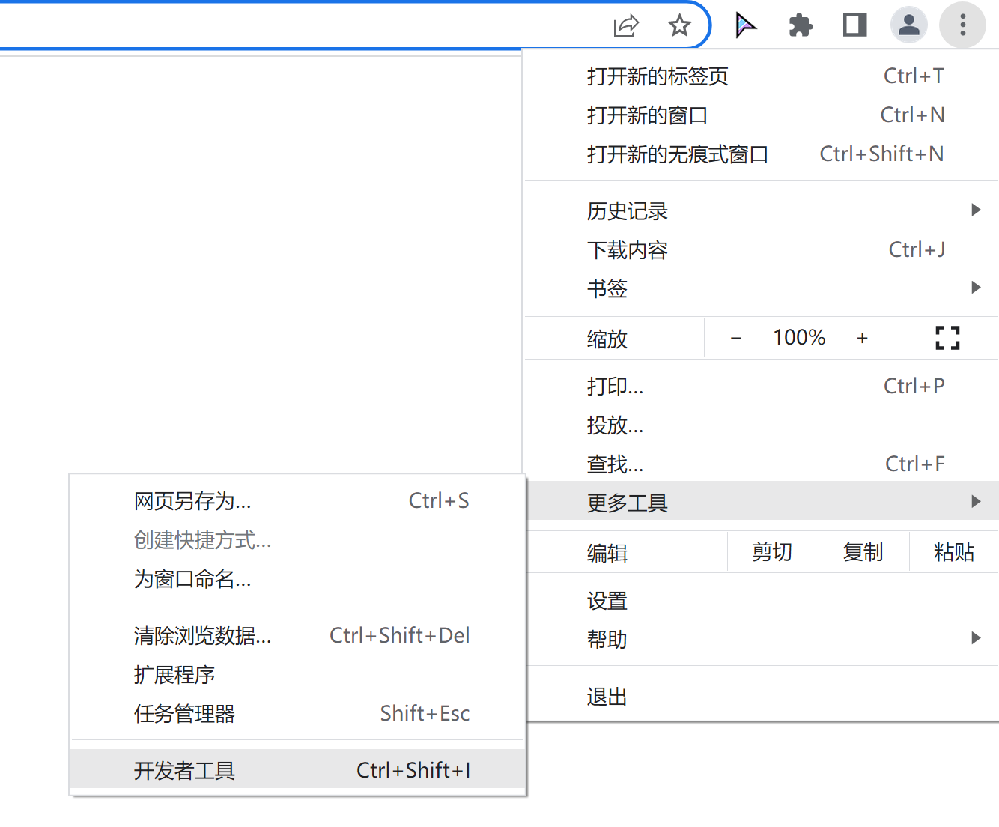 打开新的标签页 Ctrl+T
打开新的窗口 Ctrl+N
打开新的无痕式窗口 Ctrl+Shift+N
历史记录
下载内容 Ctrl+J
书签
缩放 − 100% +
打印... Ctrl+P
投放...
查找... Ctrl+F
更多工具
编辑 剪切 复制 粘贴
设置
帮助
退出
网页另存为... Ctrl+S
创建快捷方式...
为窗口命名...
清除浏览数据... Ctrl+Shift+Del
扩展程序
任务管理器 Shift+Esc
开发者工具 Ctrl+Shift+I